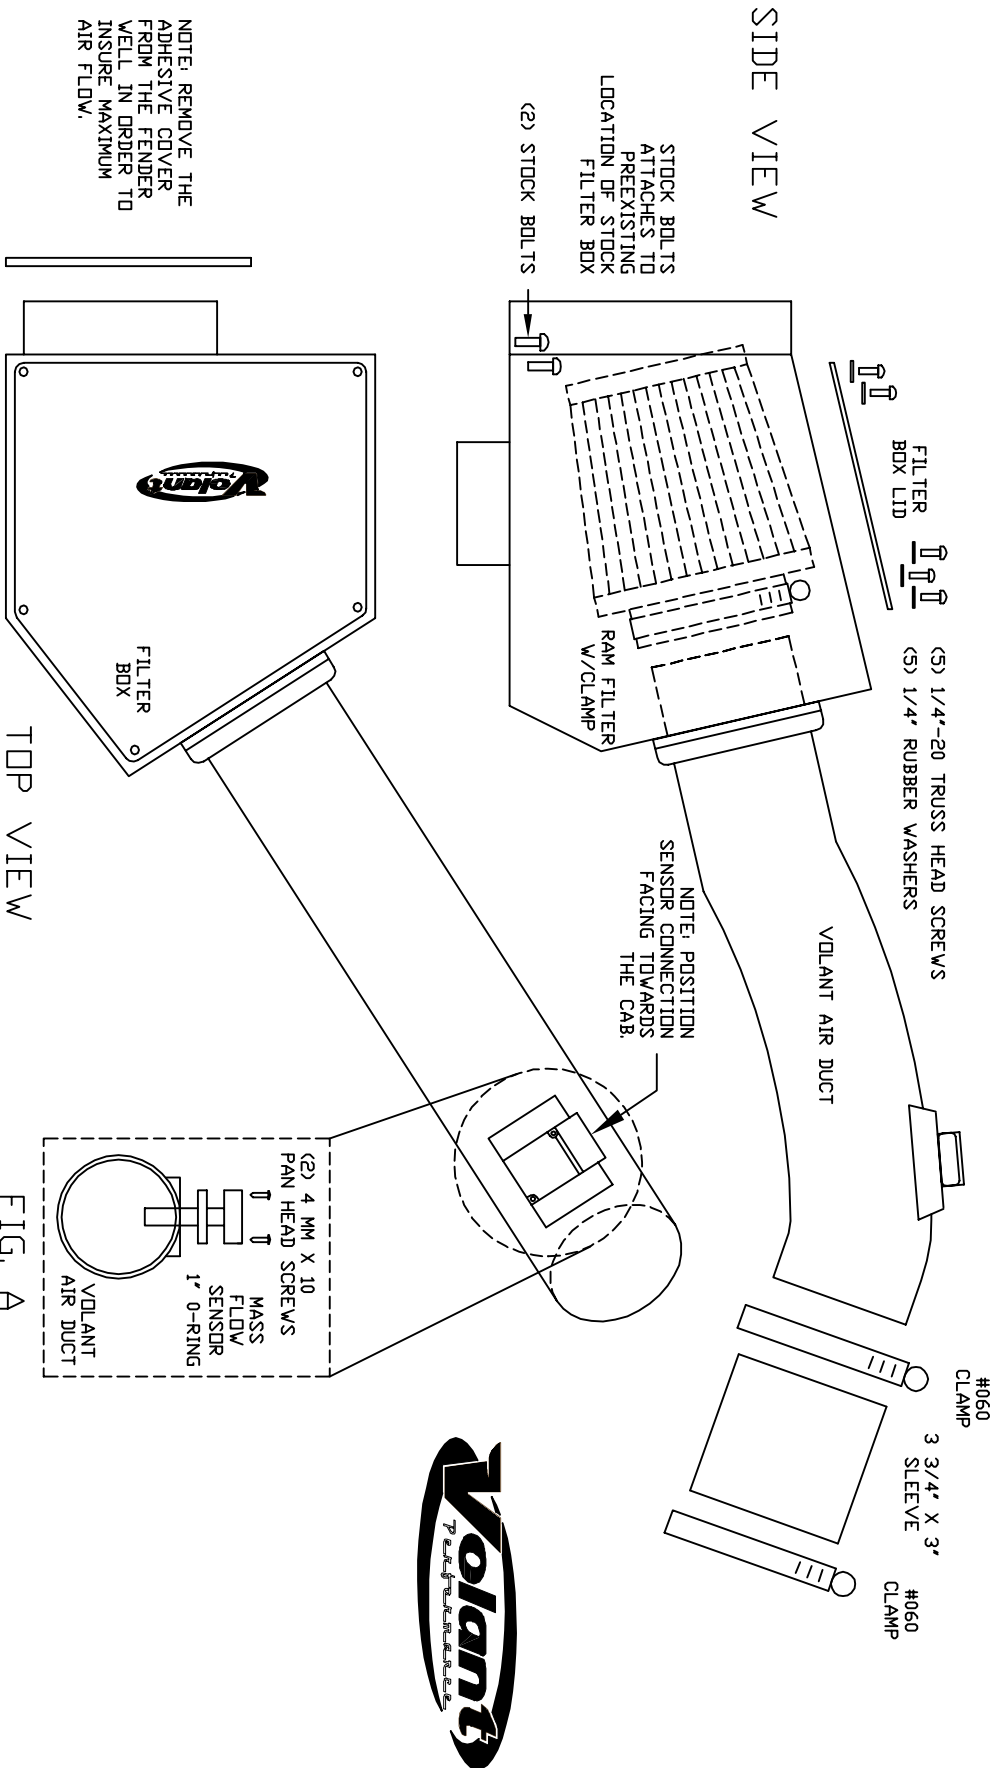 SIDE VIEW
STOCK BOLTS
ATTACHES TO
PREEXISTING
LOCATION OF STOCK
FILTER BOX
(2) STOCK BOLTS
FILTER
BOX LID
(5) 1/4"-20 TRUSS HEAD SCREWS
(5) 1/4" RUBBER WASHERS
RAM FILTER
W/CLAMP
VOLANT AIR DUCT
#060
CLAMP
3 3/4" X 3"
SLEEVE
#060
CLAMP
NOTE: POSITION
SENSOR CONNECTION
FACING TOWARDS
THE CAB.
NOTE: REMOVE THE
ADHESIVE COVER
FROM THE FENDER
WELL IN ORDER TO
INSURE MAXIMUM
AIR FLOW.
Volant
Performance
FILTER
BOX
TOP VIEW
(2) 4 MM X 10
PAN HEAD SCREWS
MASS
FLOW
SENSOR
1" O-RING
VOLANT
AIR DUCT
FIG. A
Volant
Performance